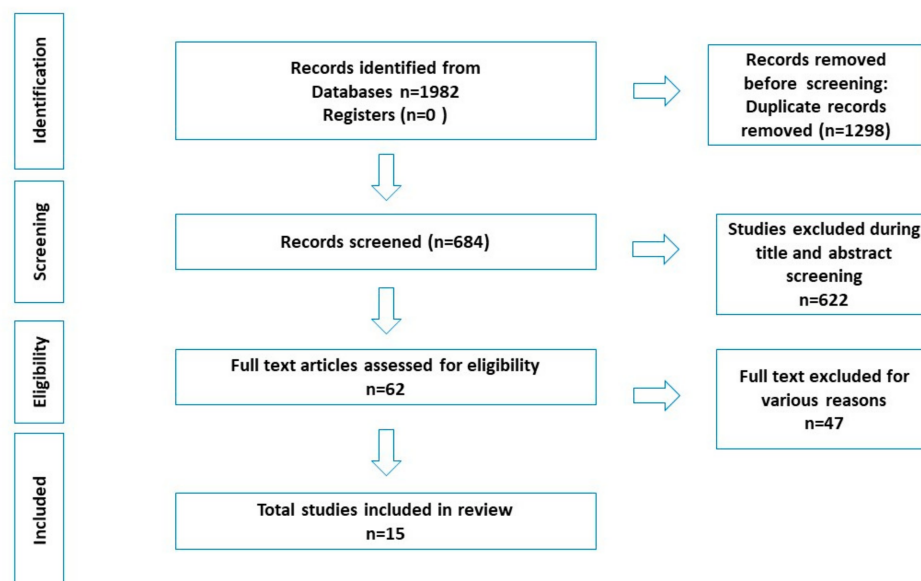 Identification
Records identified from
Databases n=1982
Registers (n=0 )
Records removed
before screening:
Duplicate records
removed (n=1298)
Screening
Records screened (n=684)
Studies excluded during
title and abstract
screening
n=622
Eligibility
Full text articles assessed for eligibility
n=62
Full text excluded for
various reasons
n=47
Included
Total studies included in review
n=15